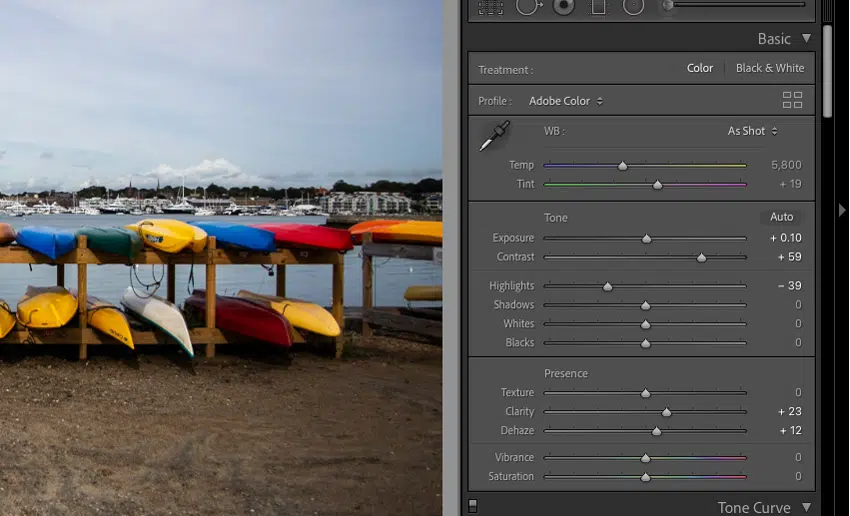 Basic
Treatment :
Color
Black & White
Profile :
Adobe Color
WB :
As Shot
Temp
5,800
Tint
+ 19
Tone
Auto
Exposure
+ 0.10
Contrast
+ 59
Highlights
− 39
Shadows
0
Whites
0
Blacks
0
Presence
Texture
0
Clarity
+ 23
Dehaze
+ 12
Vibrance
0
Saturation
0
Tone Curve